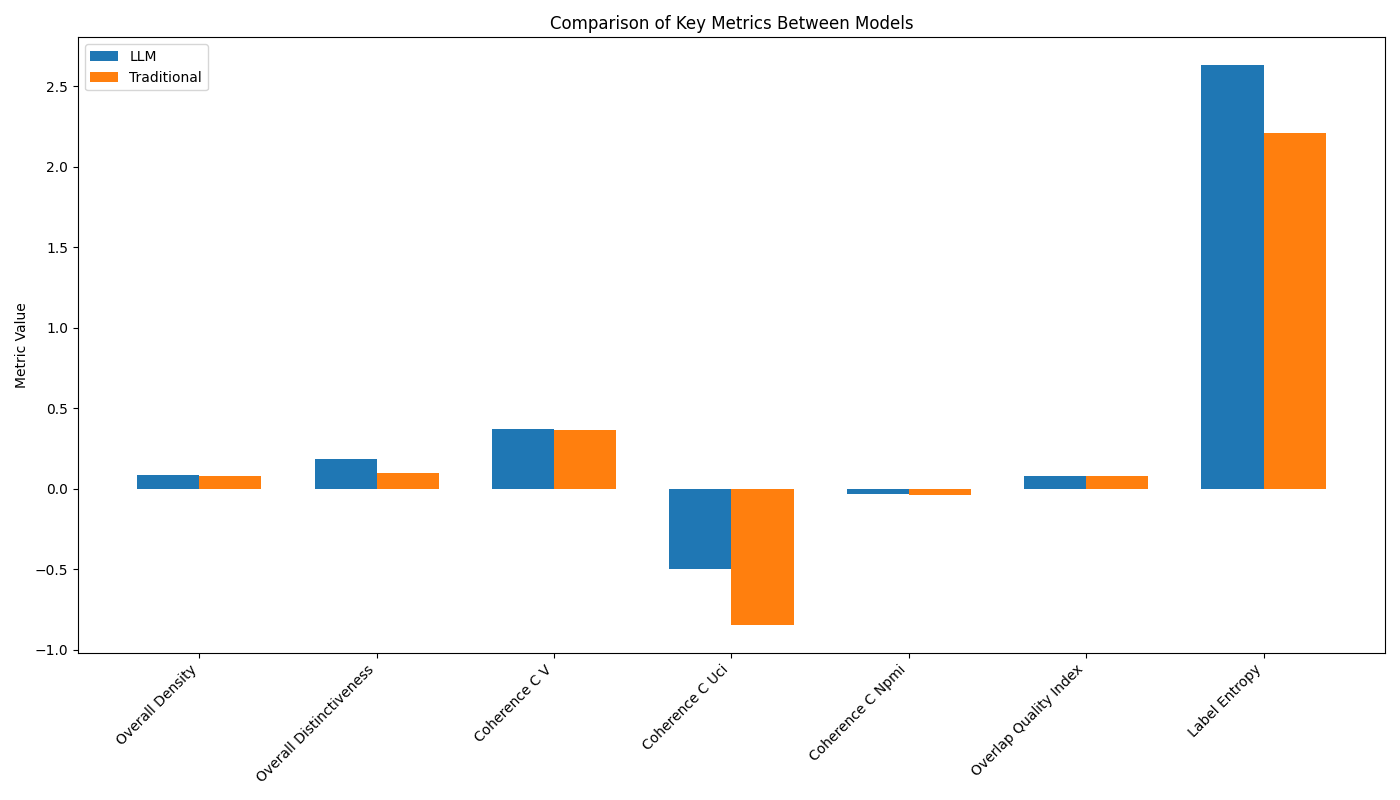 Comparison of Key Metrics Between Models
LLM
Traditional
Metric Value
2.5
2.0
1.5
1.0
0.5
0.0
−0.5
−1.0
Overall Density
Overall Distinctiveness
Coherence C V
Coherence C Uci
Coherence C Npmi
Overlap Quality Index
Label Entropy